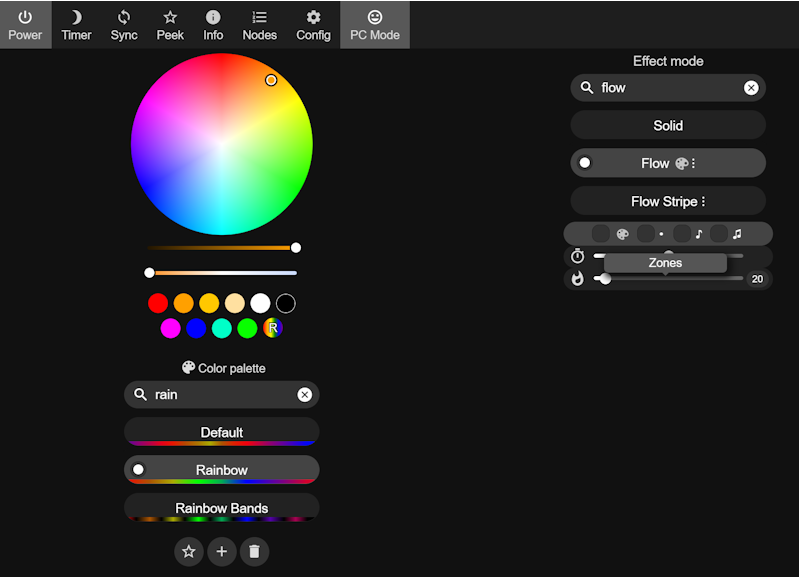 Power Timer Sync Peek Info Nodes Config PC Mode
R
Color palette
rain
Default
Rainbow
Rainbow Bands
Effect mode
flow
Solid
Flow
Flow Stripe
Zones
20